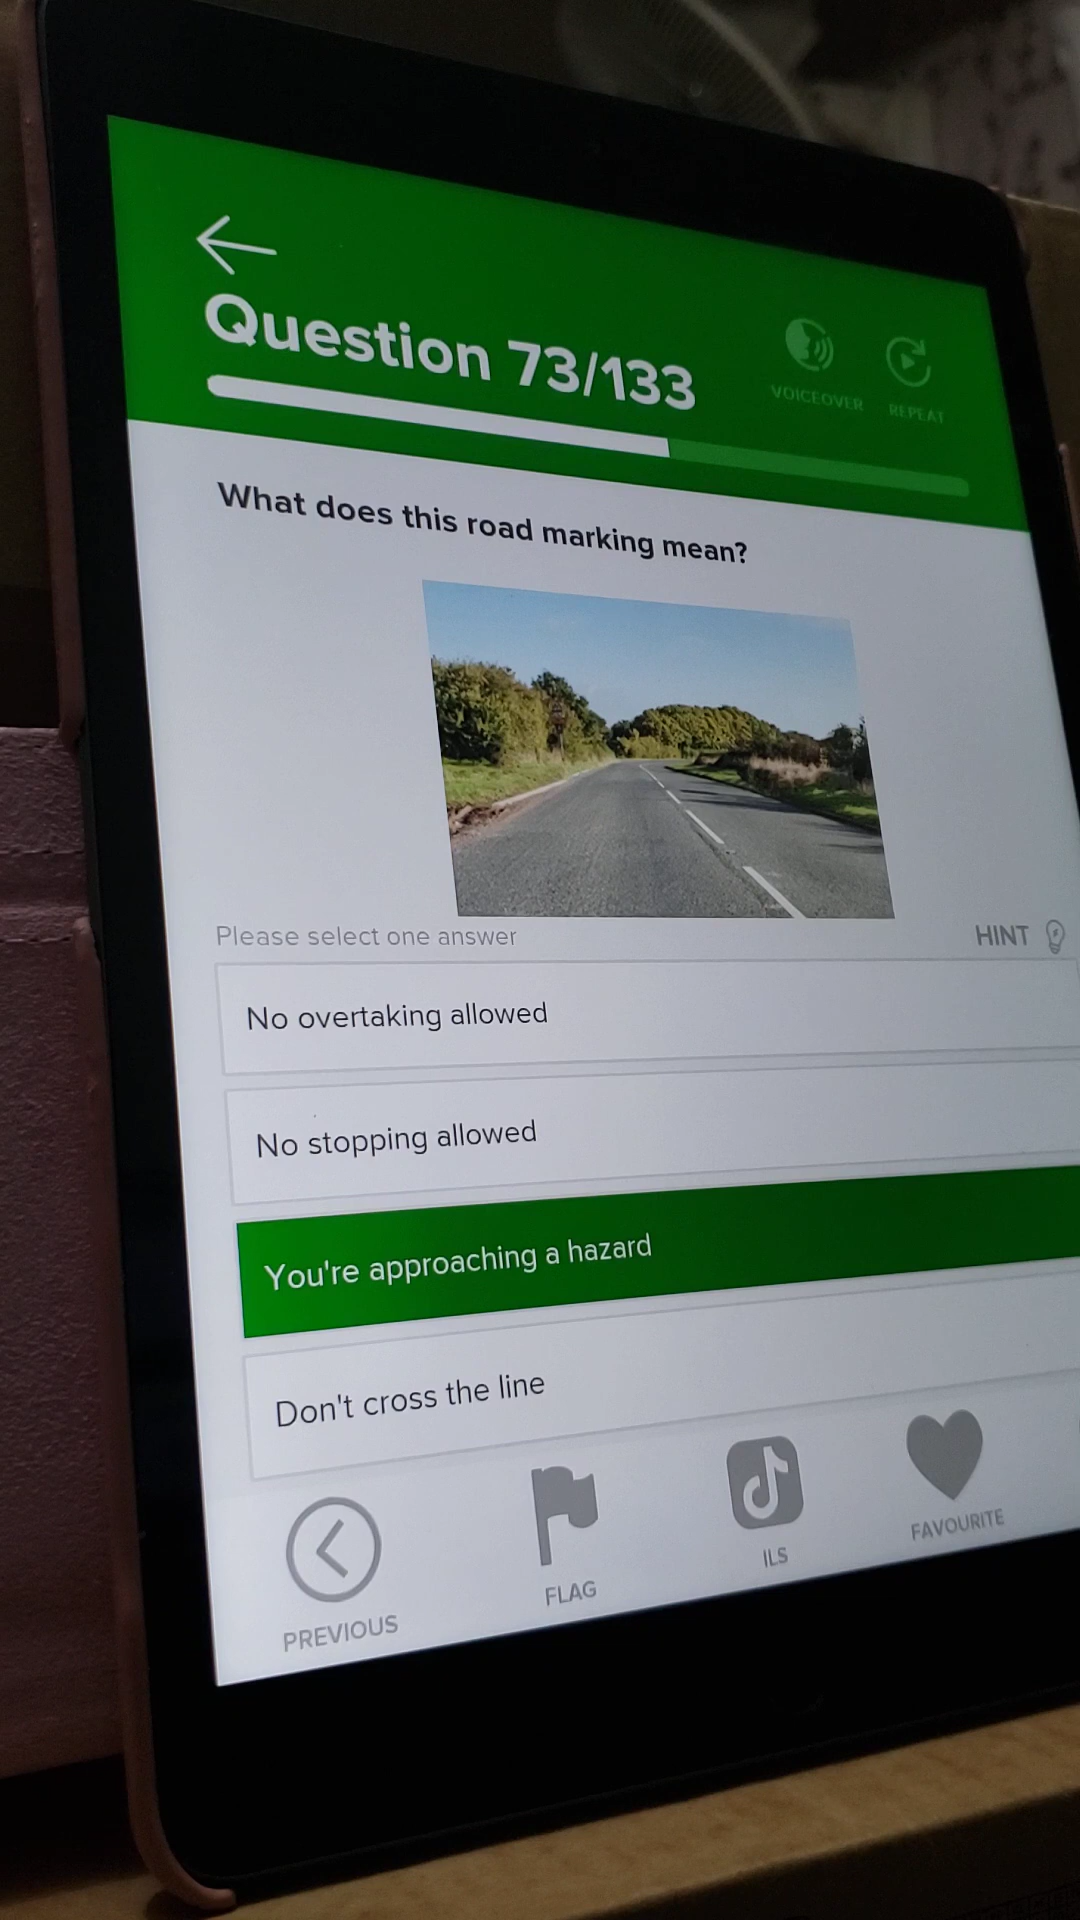 Question 73/133
VOICEOVER
REPEAT
What does this road marking mean?
Please select one answer
HINT
No overtaking allowed
No stopping allowed
You're approaching a hazard
Don't cross the line
PREVIOUS
FLAG
ILS
FAVOURITE